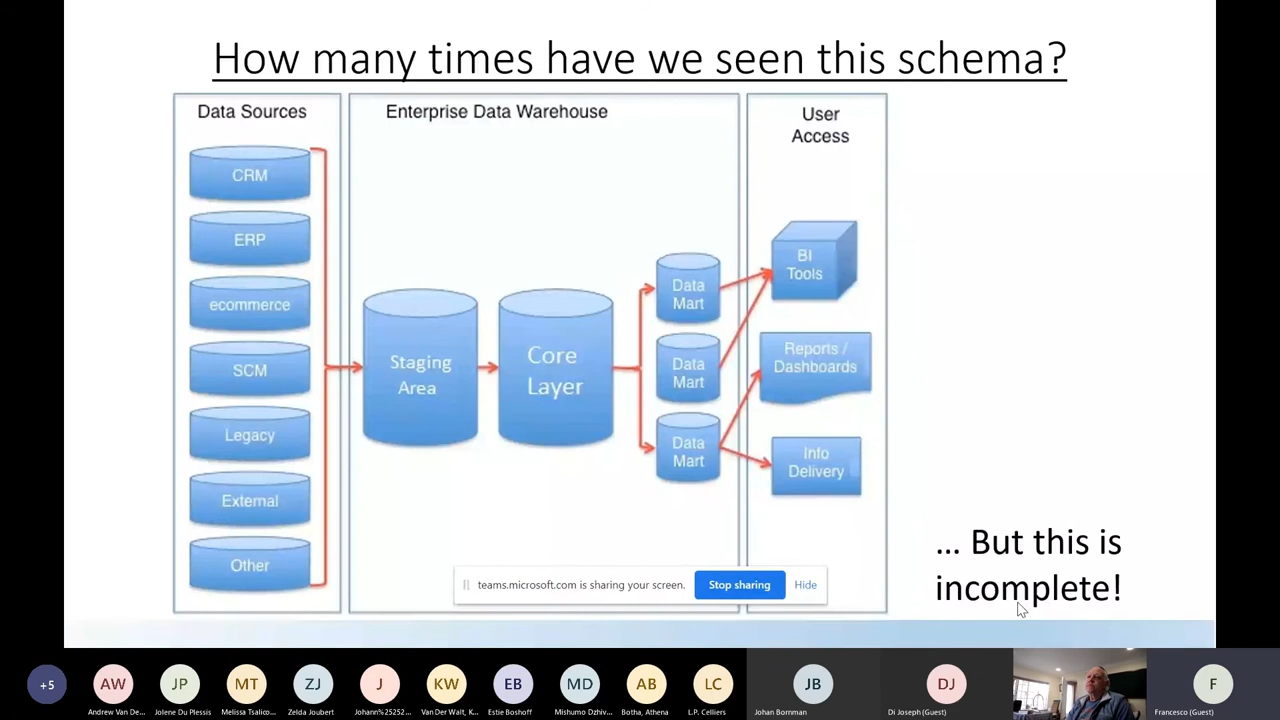 How many times have we seen this schema?
Data Sources
CRM
ERP
ecommerce
SCM
Legacy
External
Other
Enterprise Data Warehouse
Staging
Area
Core
Layer
Data
Mart
Data
Mart
Data
Mart
User
Access
BI
Tools
Reports /
Dashboards
Info
Delivery
... But this is
incomplete!
teams.microsoft.com is sharing your screen.
Stop sharing
Hide
+5
AW
JP
MT
ZJ
J
KW
EB
MD
AB
LC
JB
DJ
F
Andrew Van De...
Jolene Du Plessis
Melissa Tsalico...
Zelda Joubert
Johann%25252...
Van Der Walt, K...
Estie Boshoff
Mishumo Dzhiv...
Botha, Athena
L.P. Celliers
Johan Bornman
Di Joseph (Guest)
Francesco (Guest)